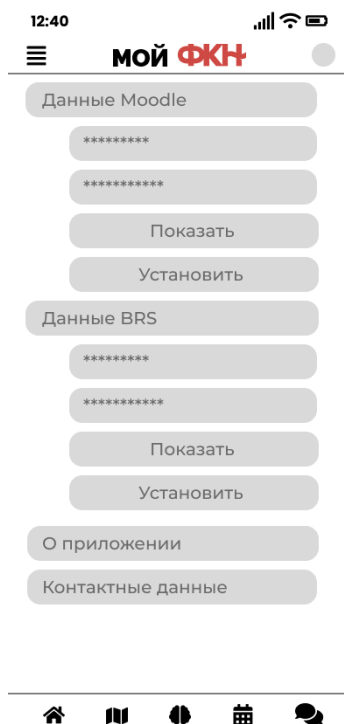 12:40
мой ФКН
Данные Moodle
*********
***********
Показать
Установить
Данные BRS
*********
***********
Показать
Установить
О приложении
Контактные данные